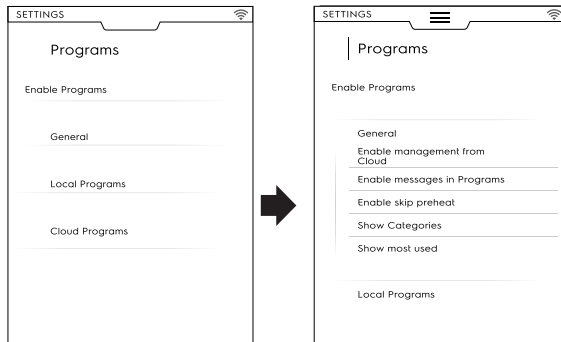 SETTINGS
Programs
Enable Programs
General
Local Programs
Cloud Programs
SETTINGS
Programs
Enable Programs
General
Enable management from
Cloud
Enable messages in Programs
Enable skip preheat
Show Categories
Show most used
Local Programs